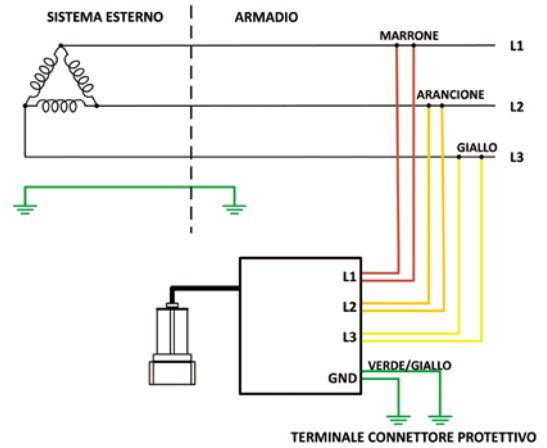 SISTEMA ESTERNO
ARMADIO
MARRONE
L1
ARANCIONE
L2
GIALLO
L3
L1
L2
L3
VERDE/GIALLO
GND
TERMINALE CONNETTORE PROTETTIVO